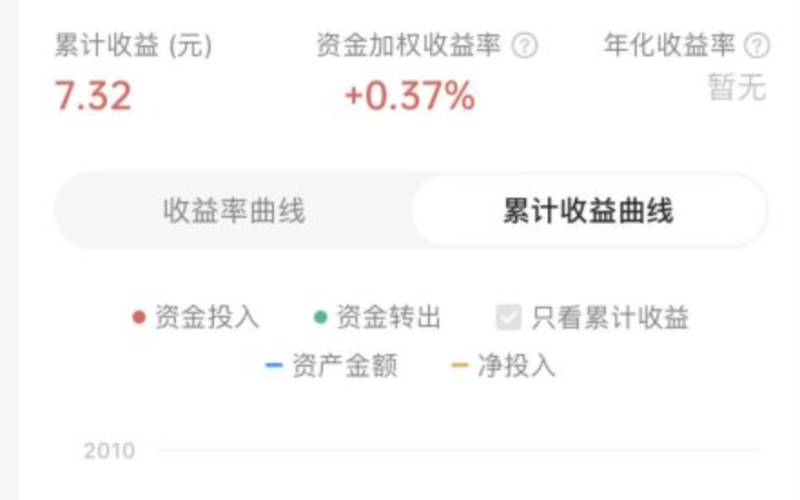 累计收益 (元) 资金加权收益率 ? 年化收益率 ?
7.32 +0.37% 暂无
收益率曲线 累计收益曲线
资金投入 资金转出 只看累计收益
资产金额 净投入
2010